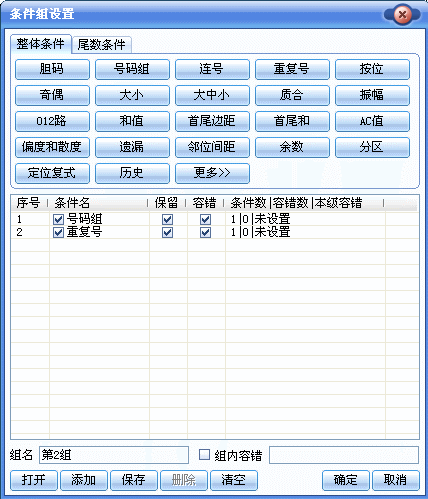 条件组设置
整体条件 尾数条件
胆码 号码组 连号 重复号 按位
奇偶 大小 大中小 质合 振幅
012路 和值 首尾边距 首尾和 AC值
偏度和散度 遗漏 邻位间距 余数 分区
定位复式 历史 更多>>
序号 条件名 保留 容错 条件数|容错数|本级容错
1 号码组 1|0|未设置
2 重复号 1|0|未设置
组名 第2组 组内容错
打开 添加 保存 删除 清空 确定 取消